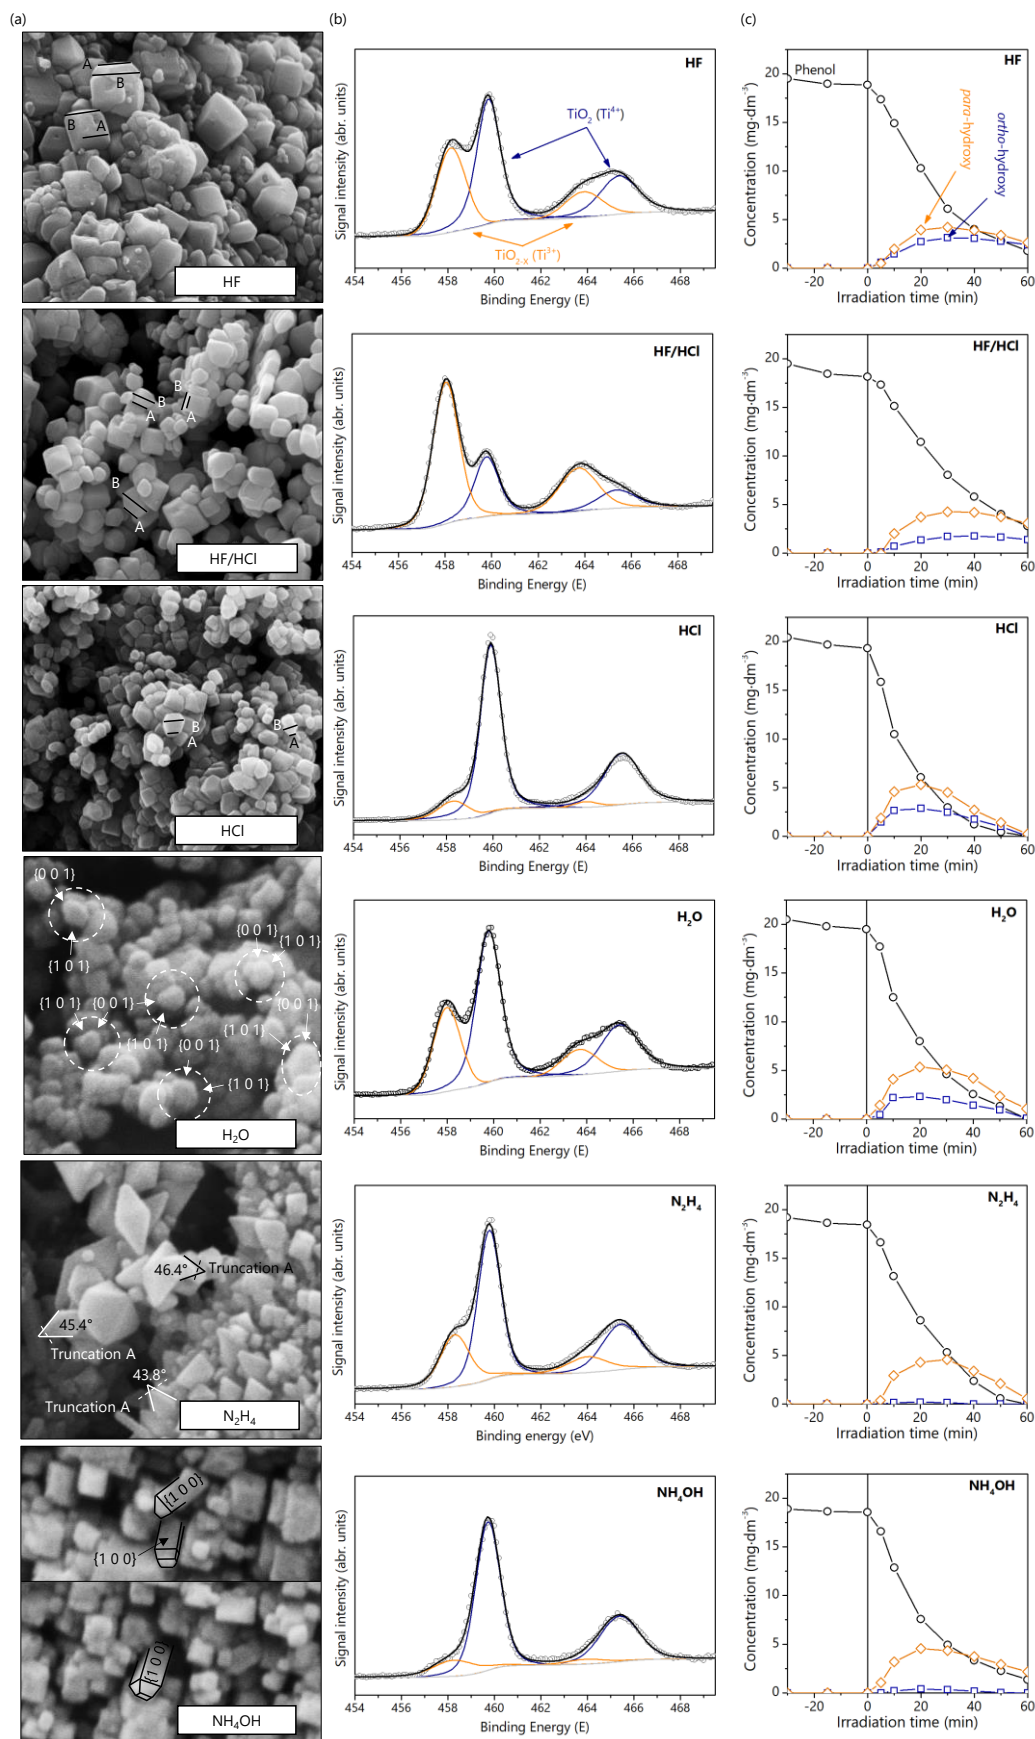 (a)
(b)
(c)
A
B
B
A
HF
HF
TiO2 (Ti4+)
TiO2-X (Ti3+)
Signal intensity (abr. units)
454 456 458 460 462 464 466 468
Binding Energy (E)
HF
Phenol
para-hydroxy
ortho-hydroxy
Concentration (mg·dm-3)
20
15
10
5
0
-20 0 20 40 60
Irradiation time (min)
B
B
A
A
B
A
HF/HCl
HF/HCl
Signal intensity (abr. units)
454 456 458 460 462 464 466 468
Binding Energy (E)
HF/HCl
Concentration (mg·dm-3)
20
15
10
5
0
-20 0 20 40 60
Irradiation time (min)
B
A
B
A
HCl
HCl
Signal intensity (abr. units)
454 456 458 460 462 464 466 468
Binding Energy (E)
HCl
Concentration (mg·dm-3)
20
15
10
5
0
-20 0 20 40 60
Irradiation time (min)
{0 0 1}
{0 0 1}
{1 0 1}
{1 0 1}
{1 0 1} {0 0 1}
{0 0 1}
{1 0 1} {0 0 1}
{1 0 1}
{1 0 1}
H2O
H2O
Signal intensity (abr. units)
454 456 458 460 462 464 466 468
Binding Energy (E)
H2O
Concentration (mg·dm-3)
20
15
10
5
0
-20 0 20 40 60
Irradiation time (min)
46.4°
Truncation A
45.4°
Truncation A
43.8°
Truncation A
N2H4
N2H4
Signal intensity (abr. units)
454 456 458 460 462 464 466 468
Binding energy (eV)
N2H4
Concentration (mg·dm-3)
20
15
10
5
0
-20 0 20 40 60
Irradiation time (min)
{1 0 0}
{1 0 0}
{1 0 0}
NH4OH
NH4OH
Signal intensity (abr. units)
454 456 458 460 462 464 466 468
Binding Energy (E)
NH4OH
Concentration (mg·dm-3)
20
15
10
5
0
-20 0 20 40 60
Irradiation time (min)